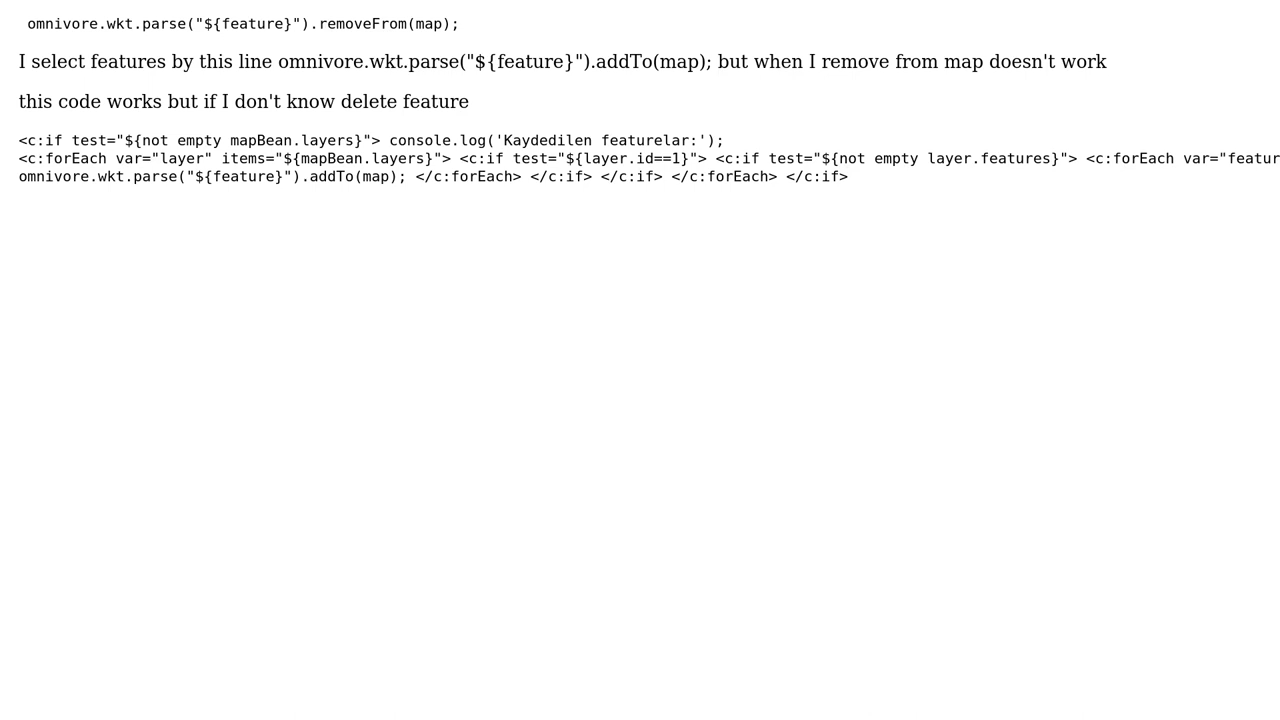 omnivore.wkt.parse("${feature}").removeFrom(map);
I select features by this line omnivore.wkt.parse("${feature}").addTo(map); but when I remove from map doesn't work
this code works but if I don't know delete feature
<c:if test="${not empty mapBean.layers}"> console.log('Kaydedilen featurelar:');
<c:forEach var="layer" items="${mapBean.layers}"> <c:if test="${layer.id==1}"> <c:if test="${not empty layer.features}"> <c:forEach var="featur
omnivore.wkt.parse("${feature}").addTo(map); </c:forEach> </c:if> </c:if> </c:forEach> </c:if>